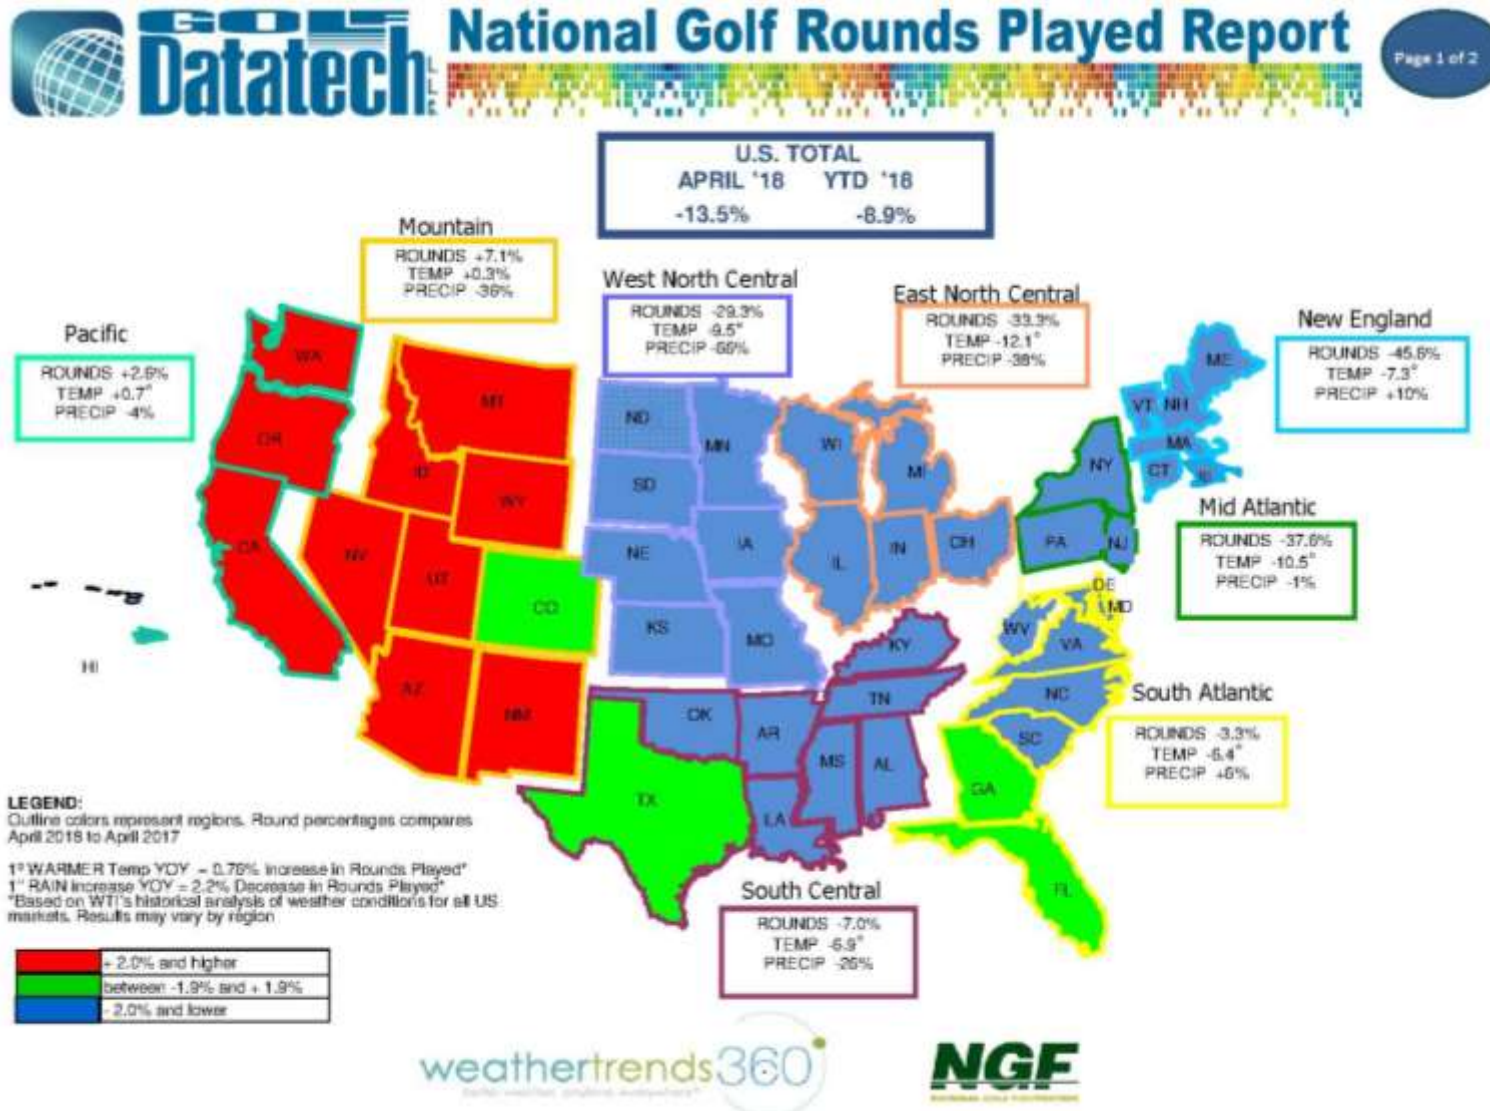 GOLF
Datatech
National Golf Rounds Played Report
Page 1 of 2
U.S. TOTAL
APRIL '18 YTD '18
-13.5% -8.9%
Mountain
ROUNDS +7.1%
TEMP +0.3%
PRECIP -36%
West North Central
ROUNDS -29.3%
TEMP -9.5°
PRECIP -66%
East North Central
ROUNDS -33.3%
TEMP -12.1°
PRECIP -38%
New England
ROUNDS -45.6%
TEMP -7.3°
PRECIP +10%
Pacific
ROUNDS +2.6%
TEMP +0.7°
PRECIP -4%
Mid Atlantic
ROUNDS -37.6%
TEMP -10.5°
PRECIP -1%
South Atlantic
ROUNDS -3.3%
TEMP -6.4°
PRECIP +6%
South Central
ROUNDS -7.0%
TEMP -6.9°
PRECIP -26%
WA
OR
CA
HI
MT
ID
WY
NV
UT
CO
AZ
NM
ND
MN
SD
NE
IA
KS
MO
WI
MI
IL
IN
OH
ME
VT
NH
MA
CT
RI
NY
PA
NJ
DE
MD
WV
VA
NC
SC
GA
FL
KY
TN
OK
AR
MS
AL
LA
TX
LEGEND:
Outline colors represent regions. Round percentages compares
April 2018 to April 2017
1° WARMER Temp YOY = 0.76% Increase in Rounds Played*
1" RAIN Increase YOY = 2.2% Decrease in Rounds Played*
*Based on WTI's historical analysis of weather conditions for all US
markets. Results may vary by region
+ 2.0% and higher
between -1.9% and + 1.9%
- 2.0% and lower
weathertrends360
NGF
NATIONAL GOLF FOUNDATION